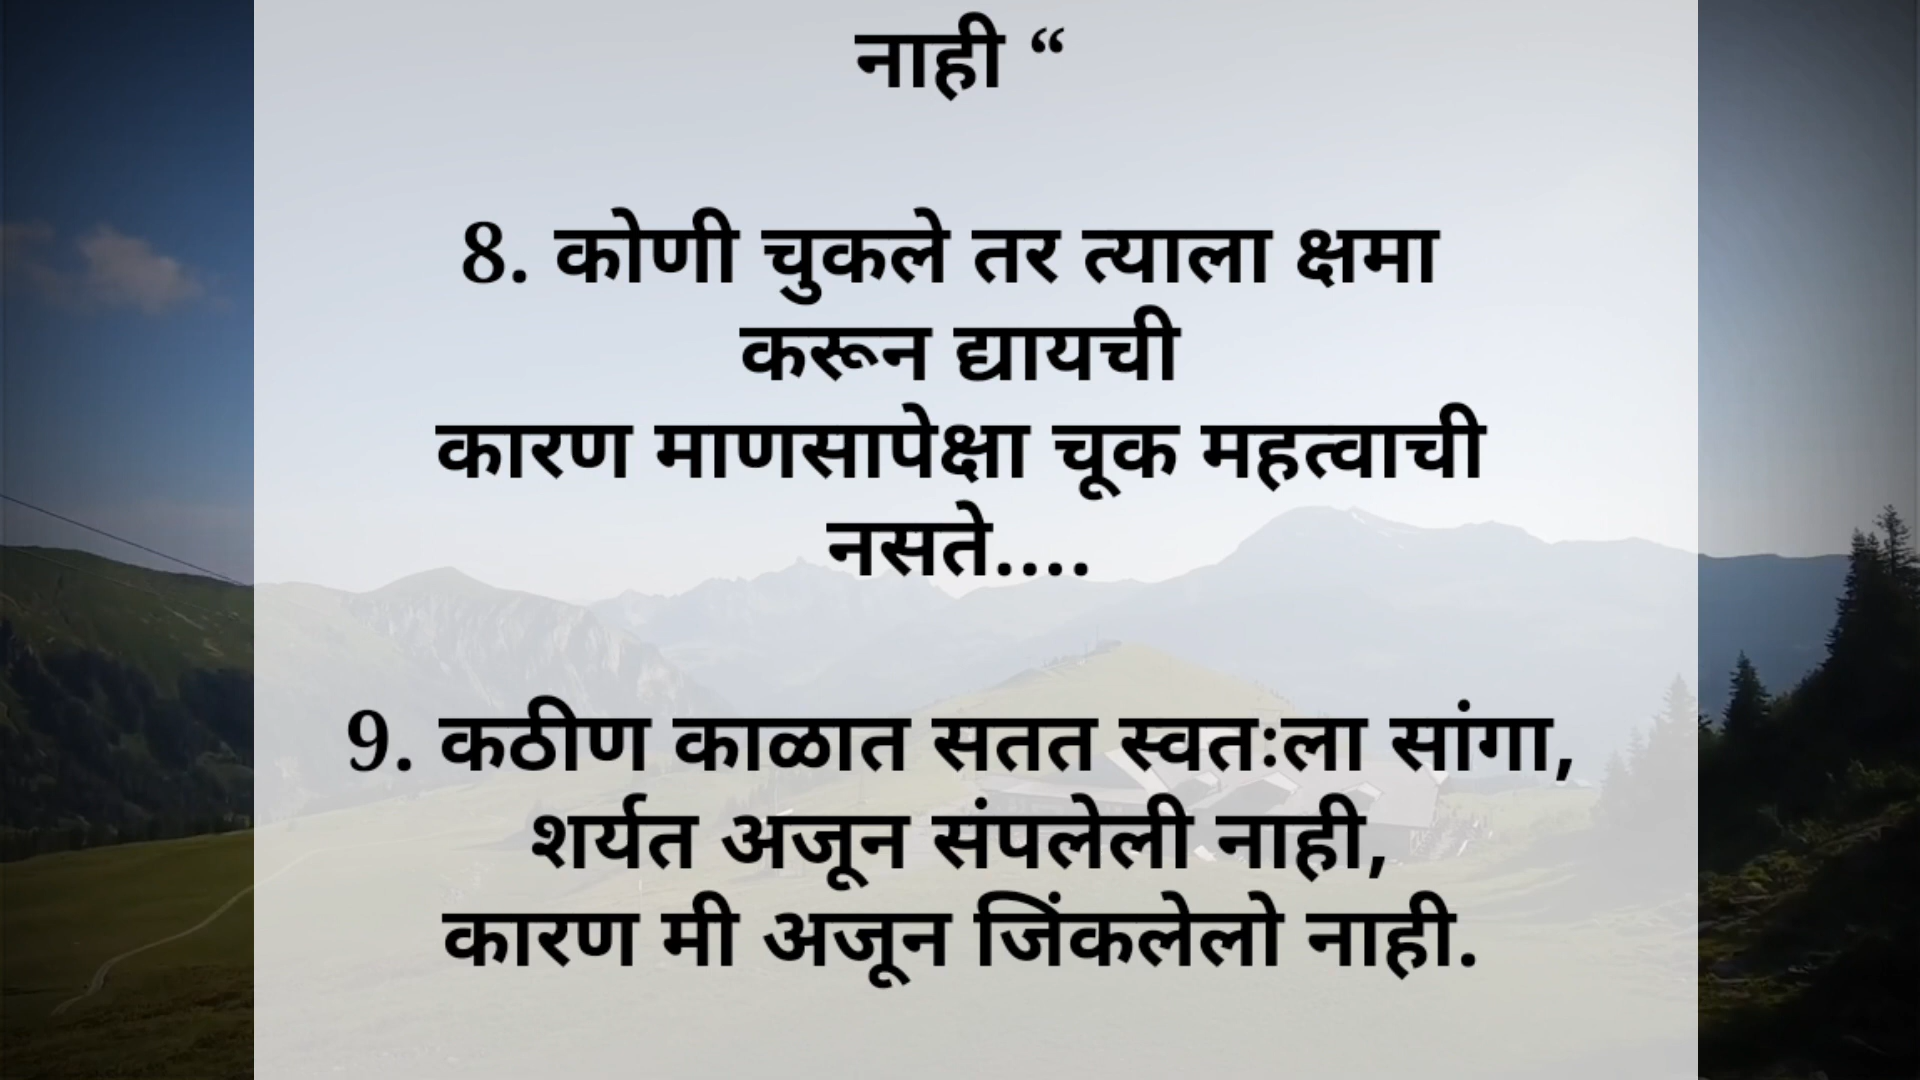 नाही “
8. कोणी चुकले तर त्याला क्षमा
करून द्यायची
कारण माणसापेक्षा चूक महत्वाची
नसते....
9. कठीण काळात सतत स्वतःला सांगा,
शर्यत अजून संपलेली नाही,
कारण मी अजून जिंकलेलो नाही.